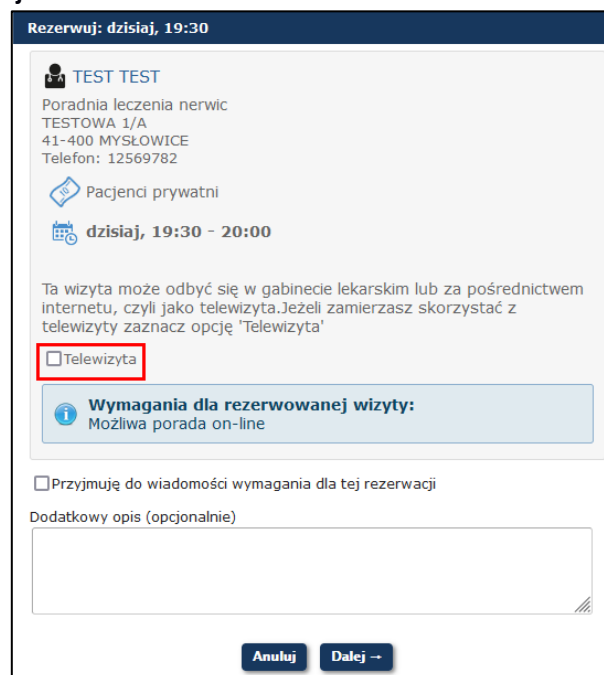 Rezerwuj: dzisiaj, 19:30
TEST TEST
Poradnia leczenia nerwic
TESTOWA 1/A
41-400 MYSŁOWICE
Telefon: 12569782
Pacjenci prywatni
dzisiaj, 19:30 - 20:00
Ta wizyta może odbyć się w gabinecie lekarskim lub za pośrednictwem
internetu, czyli jako telewizyta.Jeżeli zamierzasz skorzystać z
telewizyty zaznacz opcję 'Telewizyta'
Telewizyta
Wymagania dla rezerwowanej wizyty:
Możliwa porada on-line
Przyjmuję do wiadomości wymagania dla tej rezerwacji
Dodatkowy opis (opcjonalnie)
Anuluj Dalej →